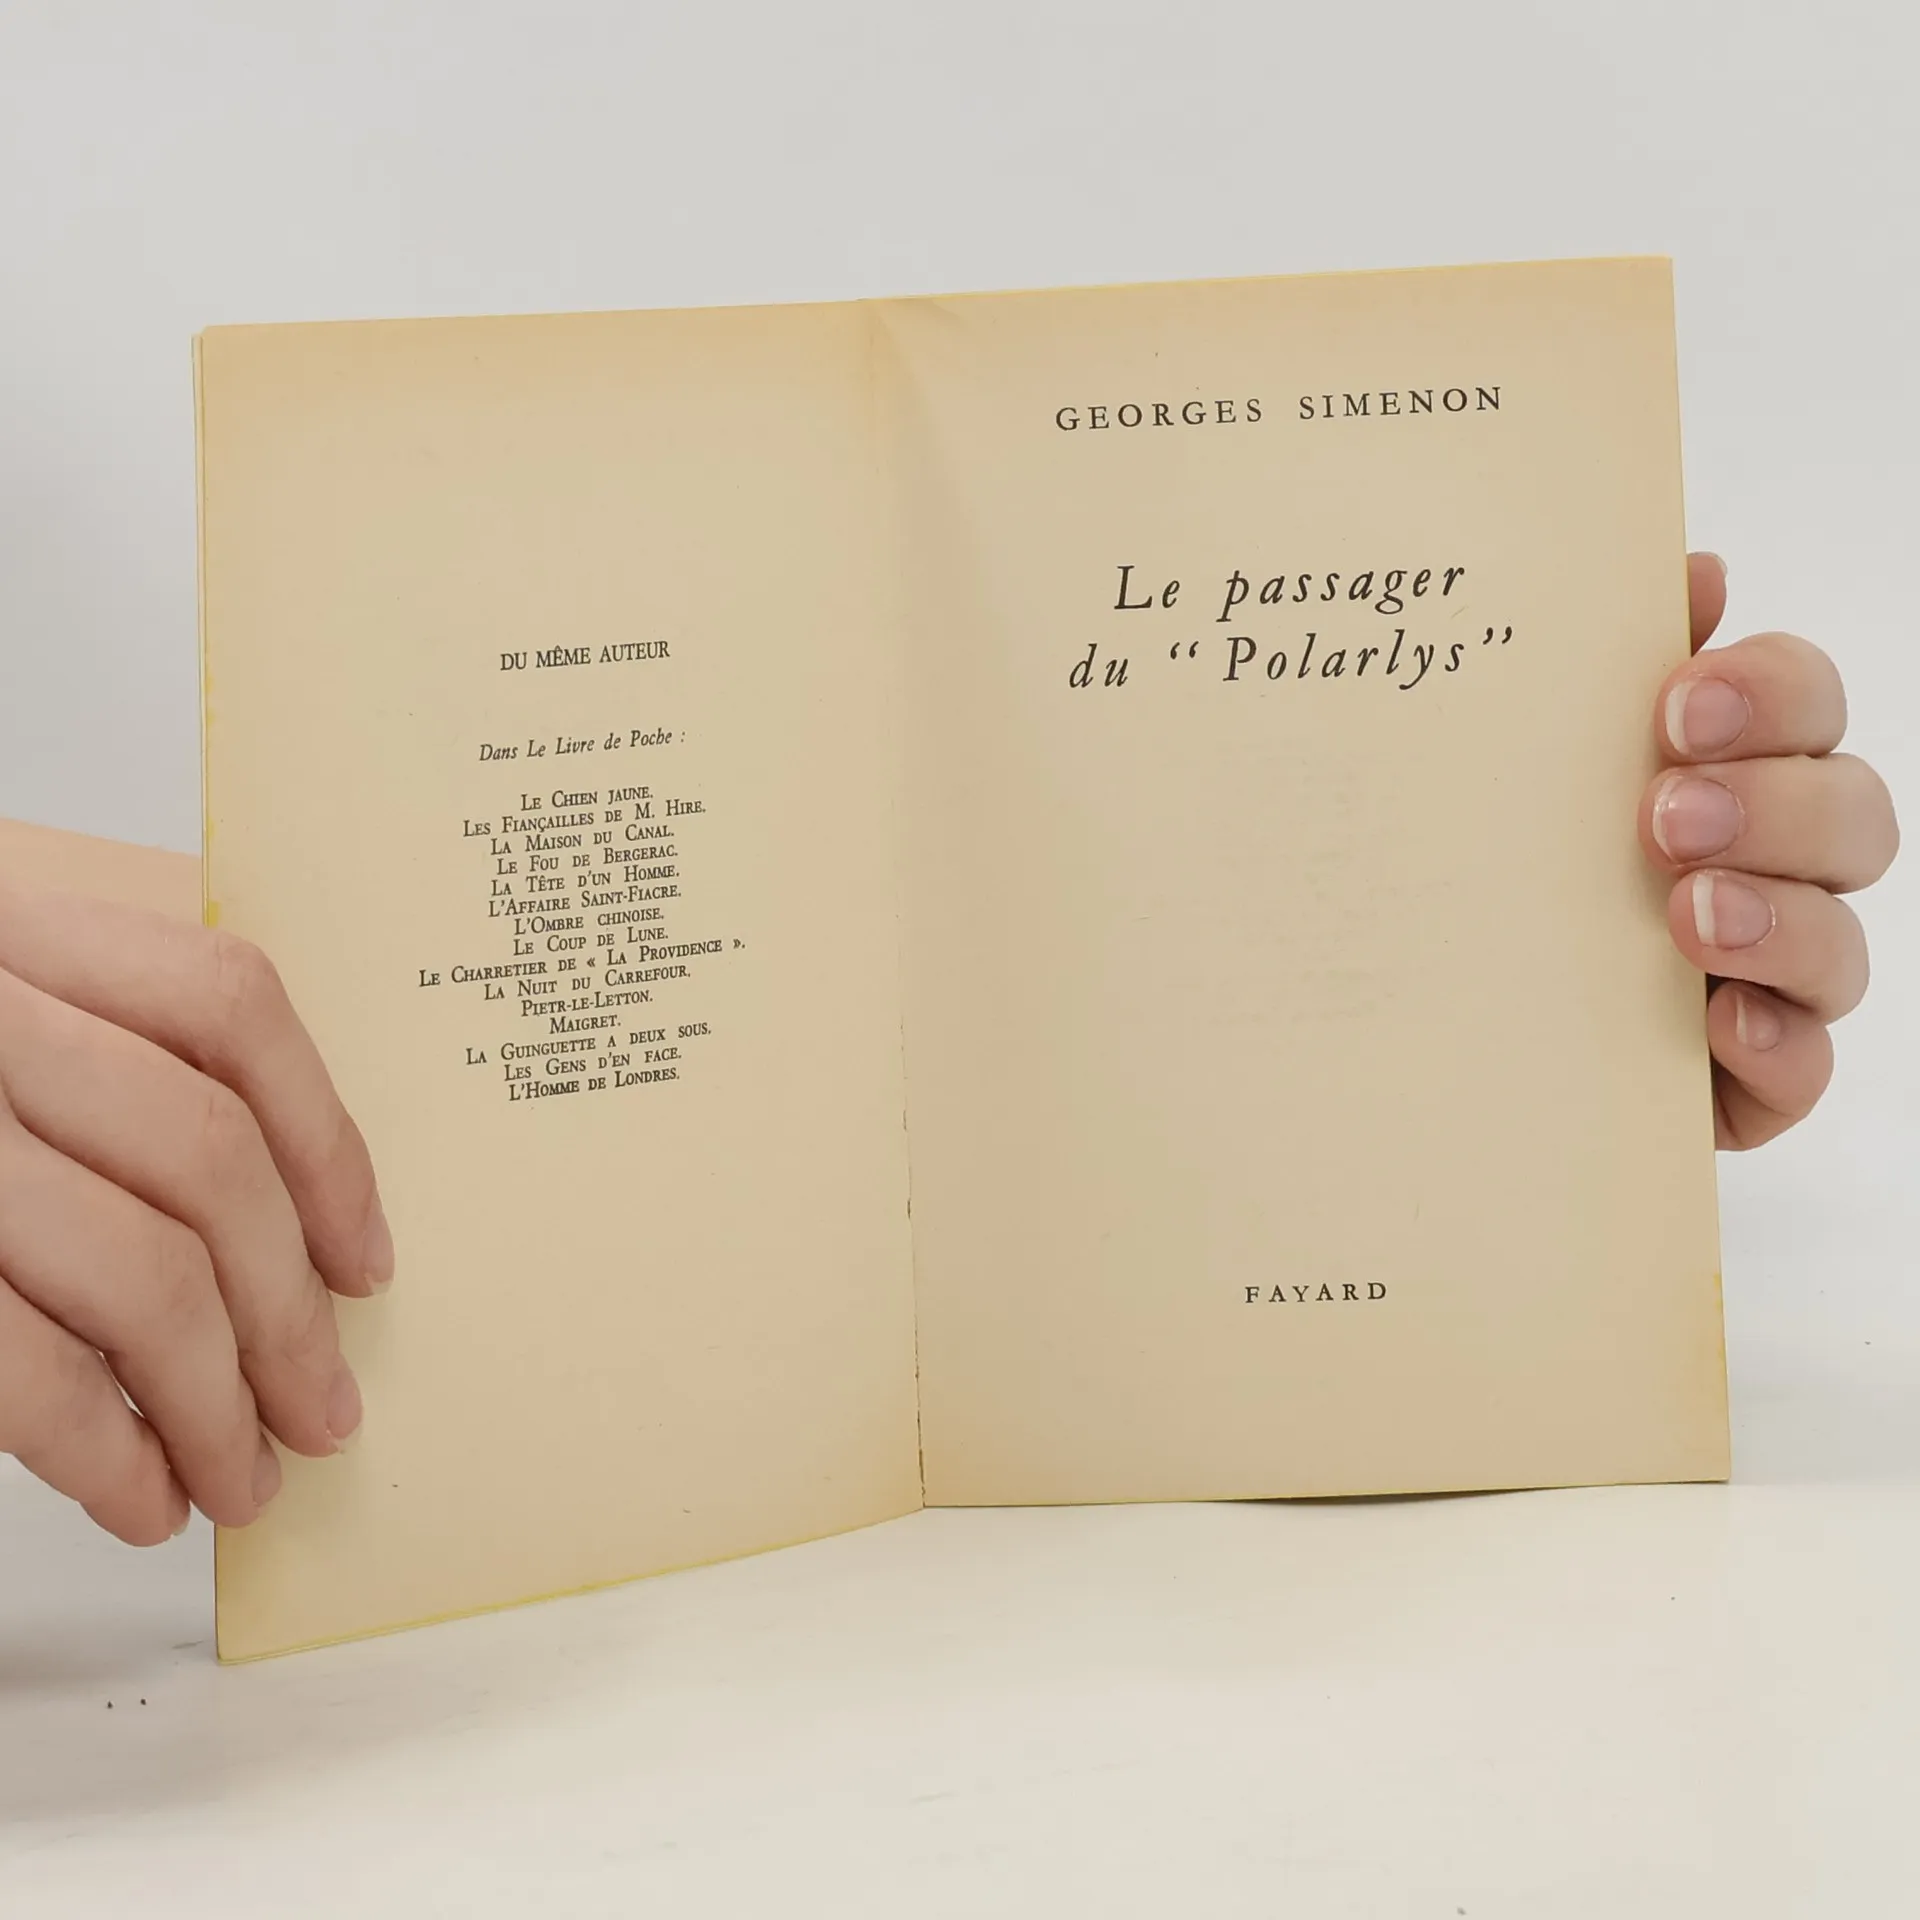 DU MÊME AUTEUR
Dans Le Livre de Poche :
LE CHIEN JAUNE.
LES FIANÇAILLES DE M. HIRE.
LA MAISON DU CANAL.
LE FOU DE BERGERAC.
LA TÊTE D'UN HOMME.
L'AFFAIRE SAINT-FIACRE.
L'OMBRE CHINOISE.
LE COUP DE LUNE.
LE CHARRETIER DE « LA PROVIDENCE ».
LA NUIT DU CARREFOUR.
PIETR-LE-LETTON.
MAIGRET.
LA GUINGUETTE A DEUX SOUS.
LES GENS D'EN FACE.
L'HOMME DE LONDRES.
GEORGES SIMENON
Le passager
du “ Polarlys ”
FAYARD